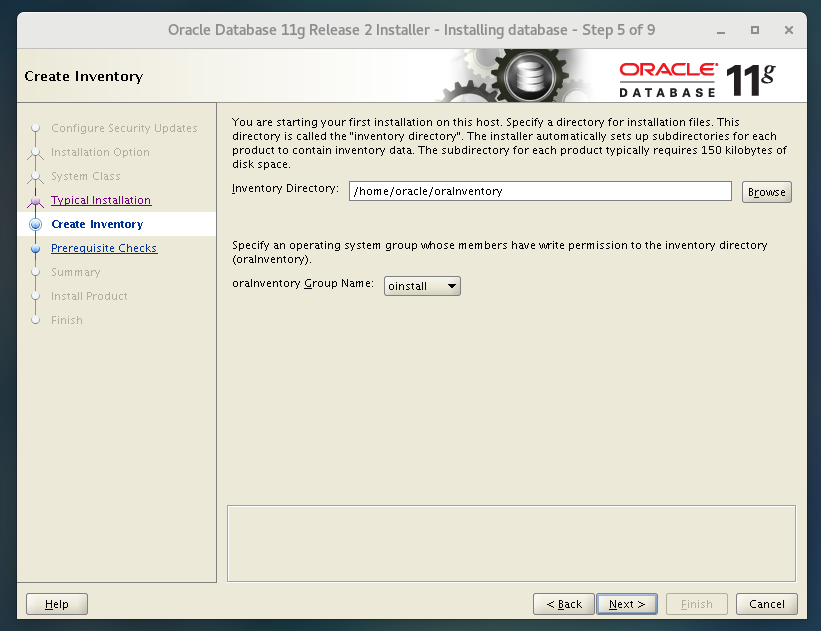 Oracle Database 11g Release 2 Installer - Installing database - Step 5 of 9
Create Inventory
ORACLE
DATABASE
11g
Configure Security Updates
Installation Option
System Class
Typical Installation
Create Inventory
Prerequisite Checks
Summary
Install Product
Finish
You are starting your first installation on this host. Specify a directory for installation files. This
directory is called the "inventory directory". The installer automatically sets up subdirectories for each
product to contain inventory data. The subdirectory for each product typically requires 150 kilobytes of
disk space.
Inventory Directory: /home/oracle/oraInventory Browse
Specify an operating system group whose members have write permission to the inventory directory
(oraInventory).
oraInventory Group Name: oinstall
Help < Back Next > Finish Cancel